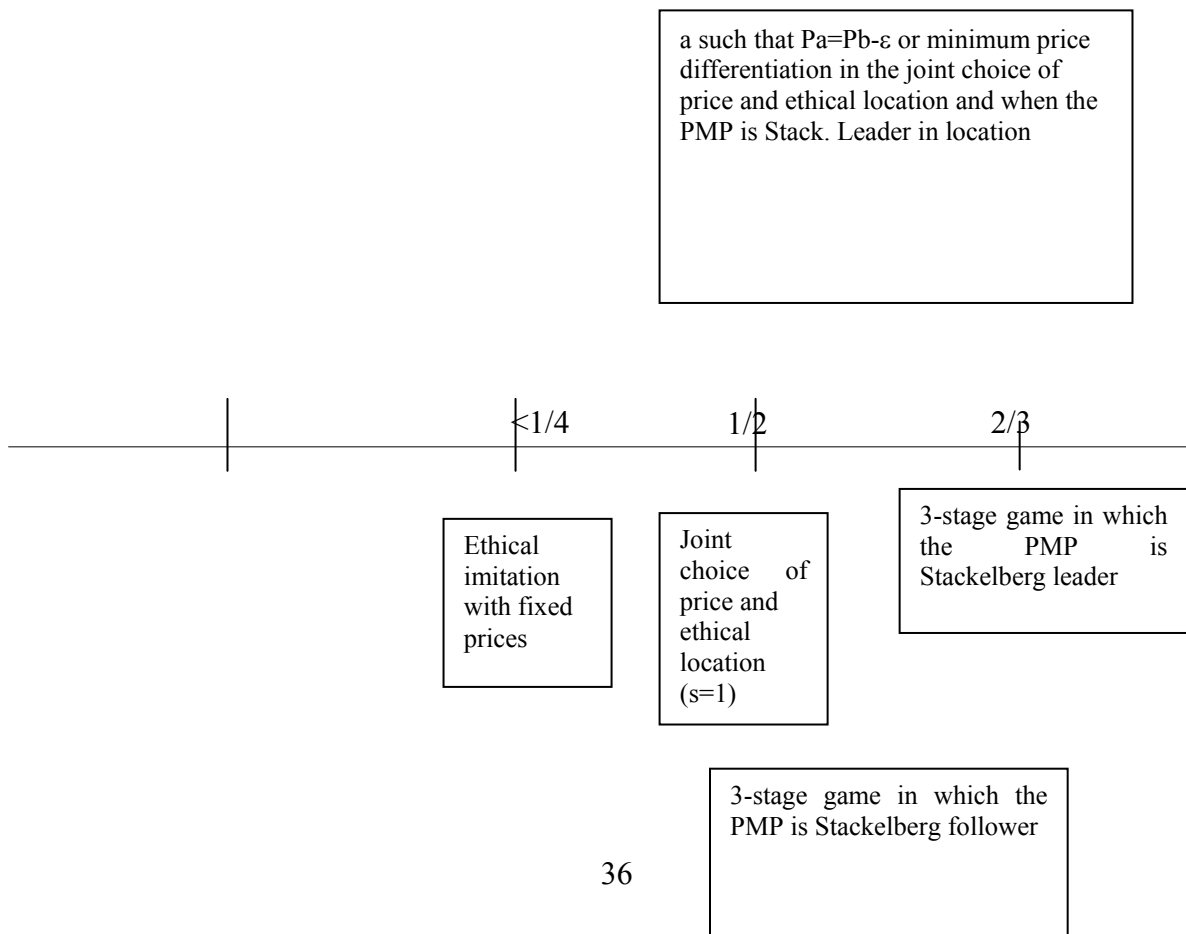 a such that Pa=Pb-ε or minimum price
differentiation in the joint choice of
price and ethical location and when the
PMP is Stack. Leader in location
<1/4
1/2
2/3
Ethical
imitation
with fixed
prices
Joint
choice of
price and
ethical
location
(s=1)
3-stage game in which
the PMP is
Stackelberg leader
3-stage game in which the
PMP is Stackelberg follower
36